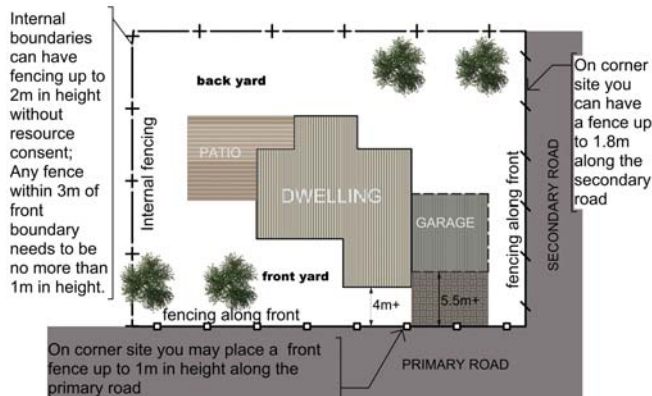 Internal
boundaries
can have
fencing up to
2m in height
without
resource
consent;
Any fence
within 3m of
front
boundary
needs to be
no more than
1m in height.
back yard
On corner
site you
can have
a fence up
to 1.8m
along the
secondary
road
PATIO
Internal fencing
DWELLING
GARAGE
fencing along front
SECONDARY ROAD
front yard
4m+
5.5m+
fencing along front
On corner site you may place a front
fence up to 1m in height along the
primary road
PRIMARY ROAD